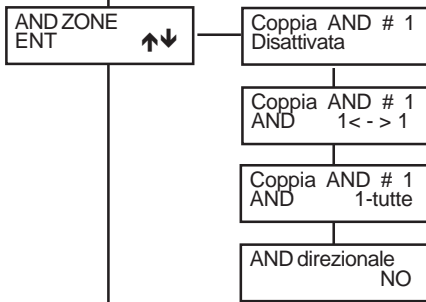 AND ZONE
ENT ↑↓
Coppia AND # 1
Disattivata
Coppia AND # 1
AND 1< - > 1
Coppia AND # 1
AND 1-tutte
AND direzionale
NO